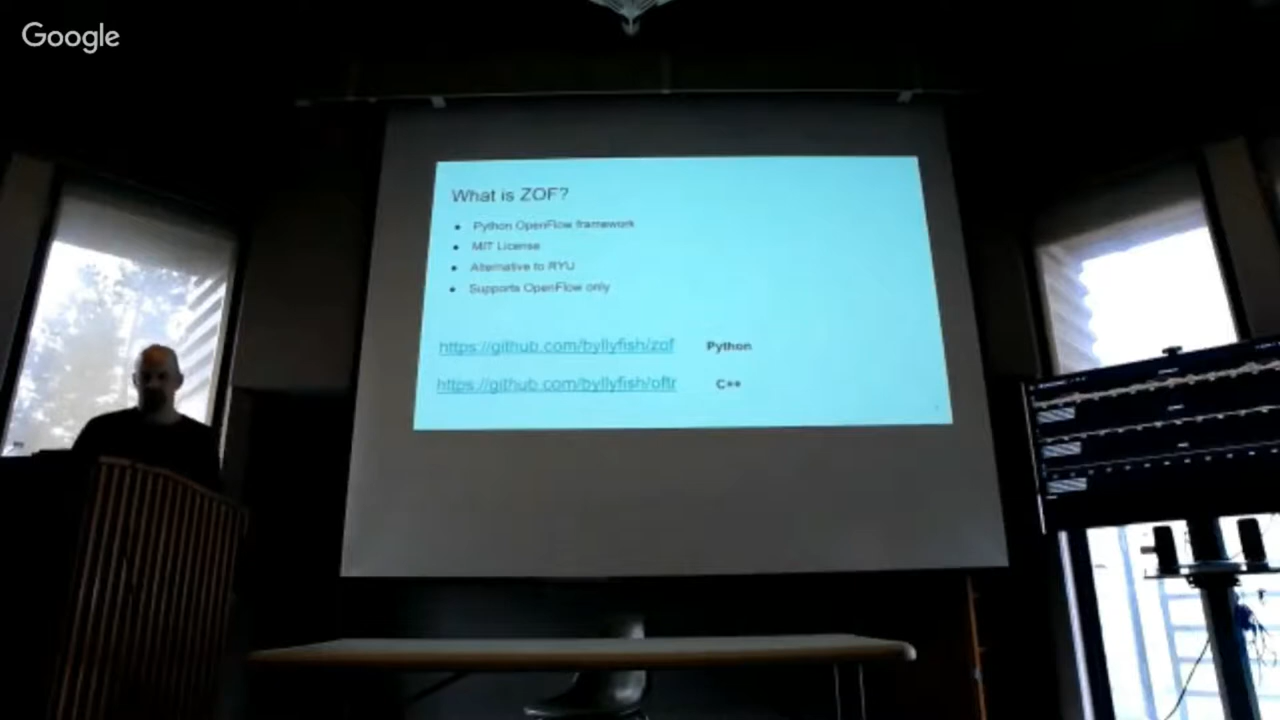 Google
What is ZOF?
• Python OpenFlow framework
• MIT License
• Alternative to RYU
• Supports OpenFlow only
https://github.com/byllyfish/zof Python
https://github.com/byllyfish/oftr C++